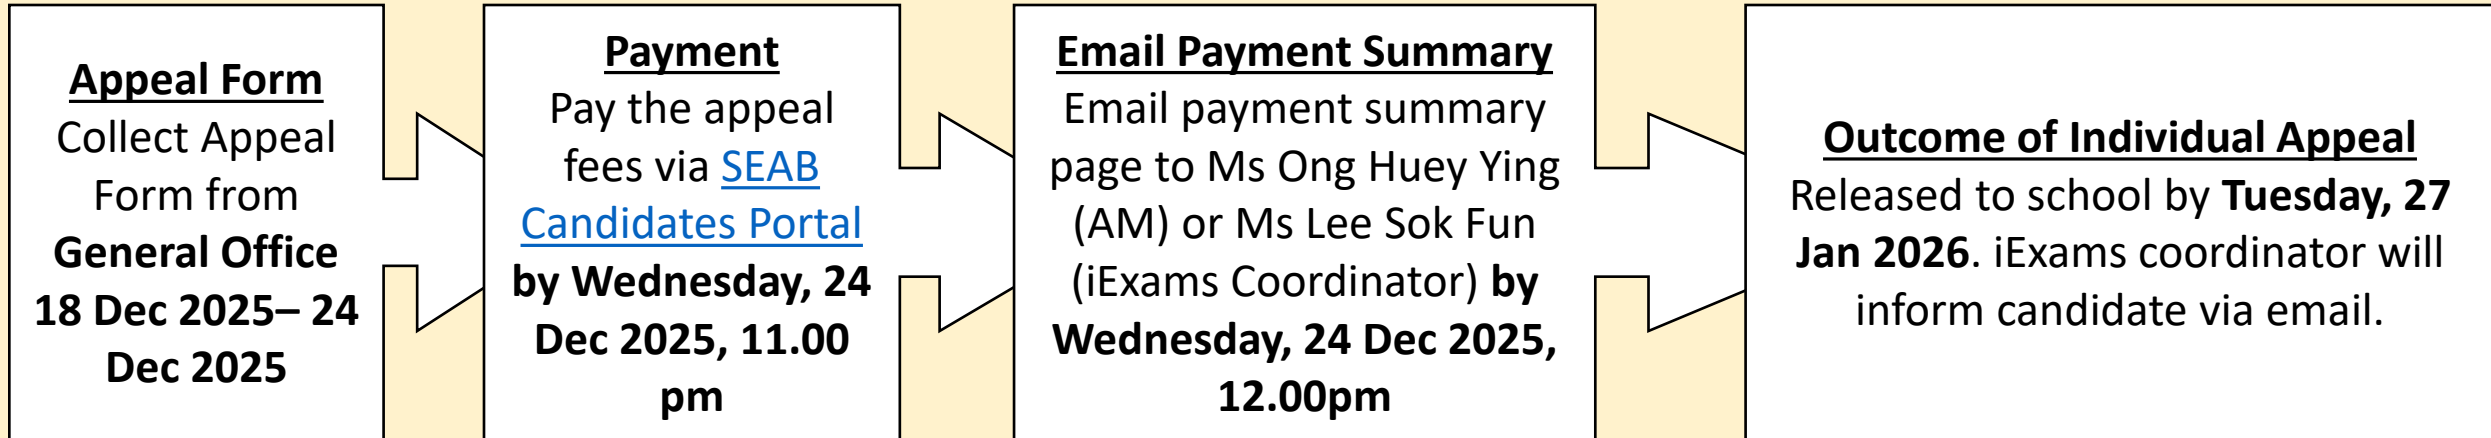 Appeal Form
Collect Appeal
Form from
General Office
18 Dec 2025– 24
Dec 2025
Payment
Pay the appeal
fees via SEAB
Candidates Portal
by Wednesday, 24
Dec 2025, 11.00
pm
Email Payment Summary
Email payment summary
page to Ms Ong Huey Ying
(AM) or Ms Lee Sok Fun
(iExams Coordinator) by
Wednesday, 24 Dec 2025,
12.00pm
Outcome of Individual Appeal
Released to school by Tuesday, 27
Jan 2026. iExams coordinator will
inform candidate via email.